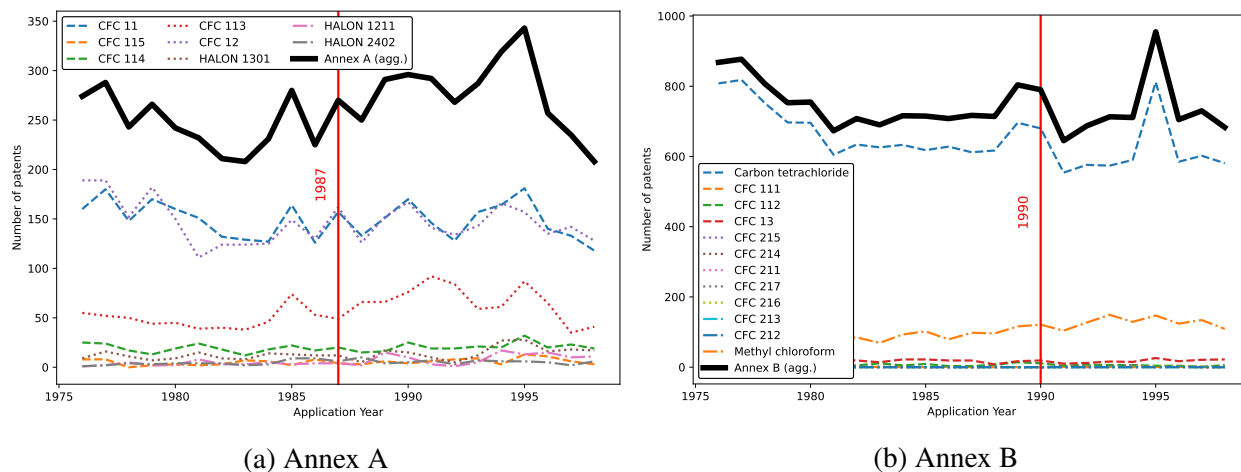 350
300
250
200
150
100
50
0
Number of patents
CFC 11
CFC 115
CFC 114
CFC 113
CFC 12
HALON 1301
HALON 1211
HALON 2402
Annex A (agg.)
1987
1975
1980
1985
1990
1995
Application Year
(a) Annex A
1000
800
600
400
200
0
Number of patents
1990
Carbon tetrachloride
CFC 111
CFC 112
CFC 13
CFC 215
CFC 214
CFC 211
CFC 217
CFC 216
CFC 213
CFC 212
Methyl chloroform
Annex B (agg.)
1975
1980
1985
1990
1995
Application Year
(b) Annex B